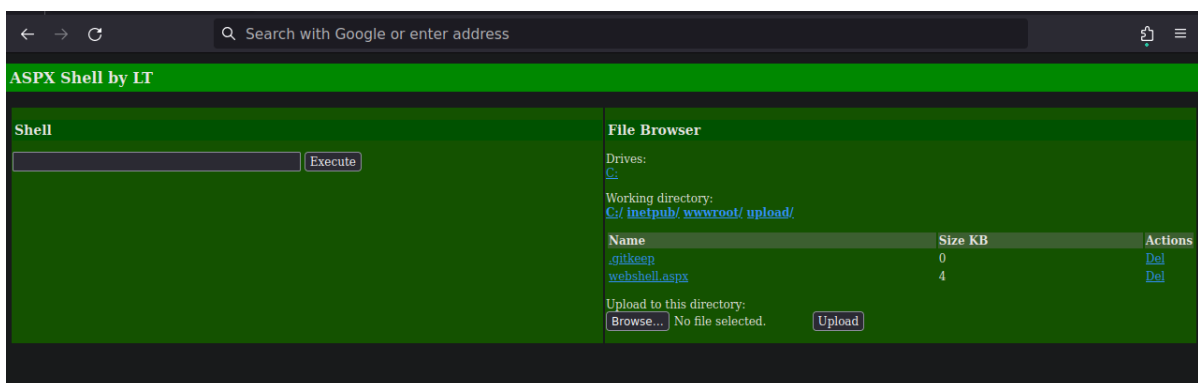 Search with Google or enter address
ASPX Shell by LT
Shell
Execute
File Browser
Drives:
C:
Working directory:
C:/ inetpub/ wwwroot/ upload/
Name Size KB Actions
.gitkeep 0 Del
webshell.aspx 4 Del
Upload to this directory:
Browse... No file selected. Upload